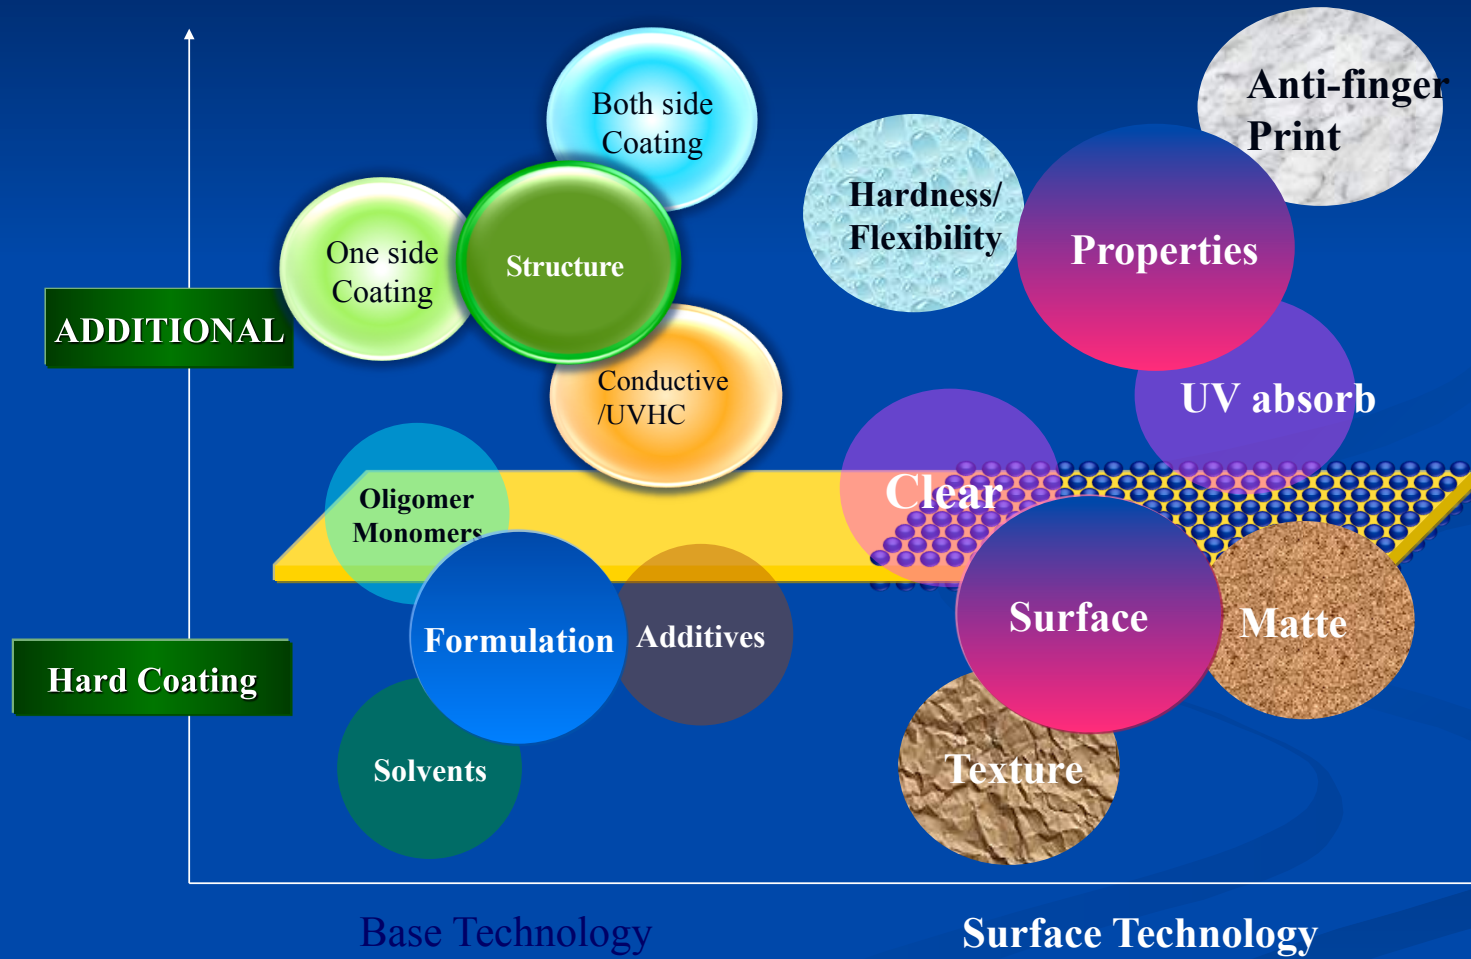 Both side
Coating
One side
Coating
Structure
Conductive
/UVHC
ADDITIONAL
Anti-finger
Print
Hardness/
Flexibility
Properties
UV absorb
Oligomer
Monomers
Formulation
Additives
Solvents
Hard Coating
Clear
Surface
Matte
Texture
Base Technology
Surface Technology